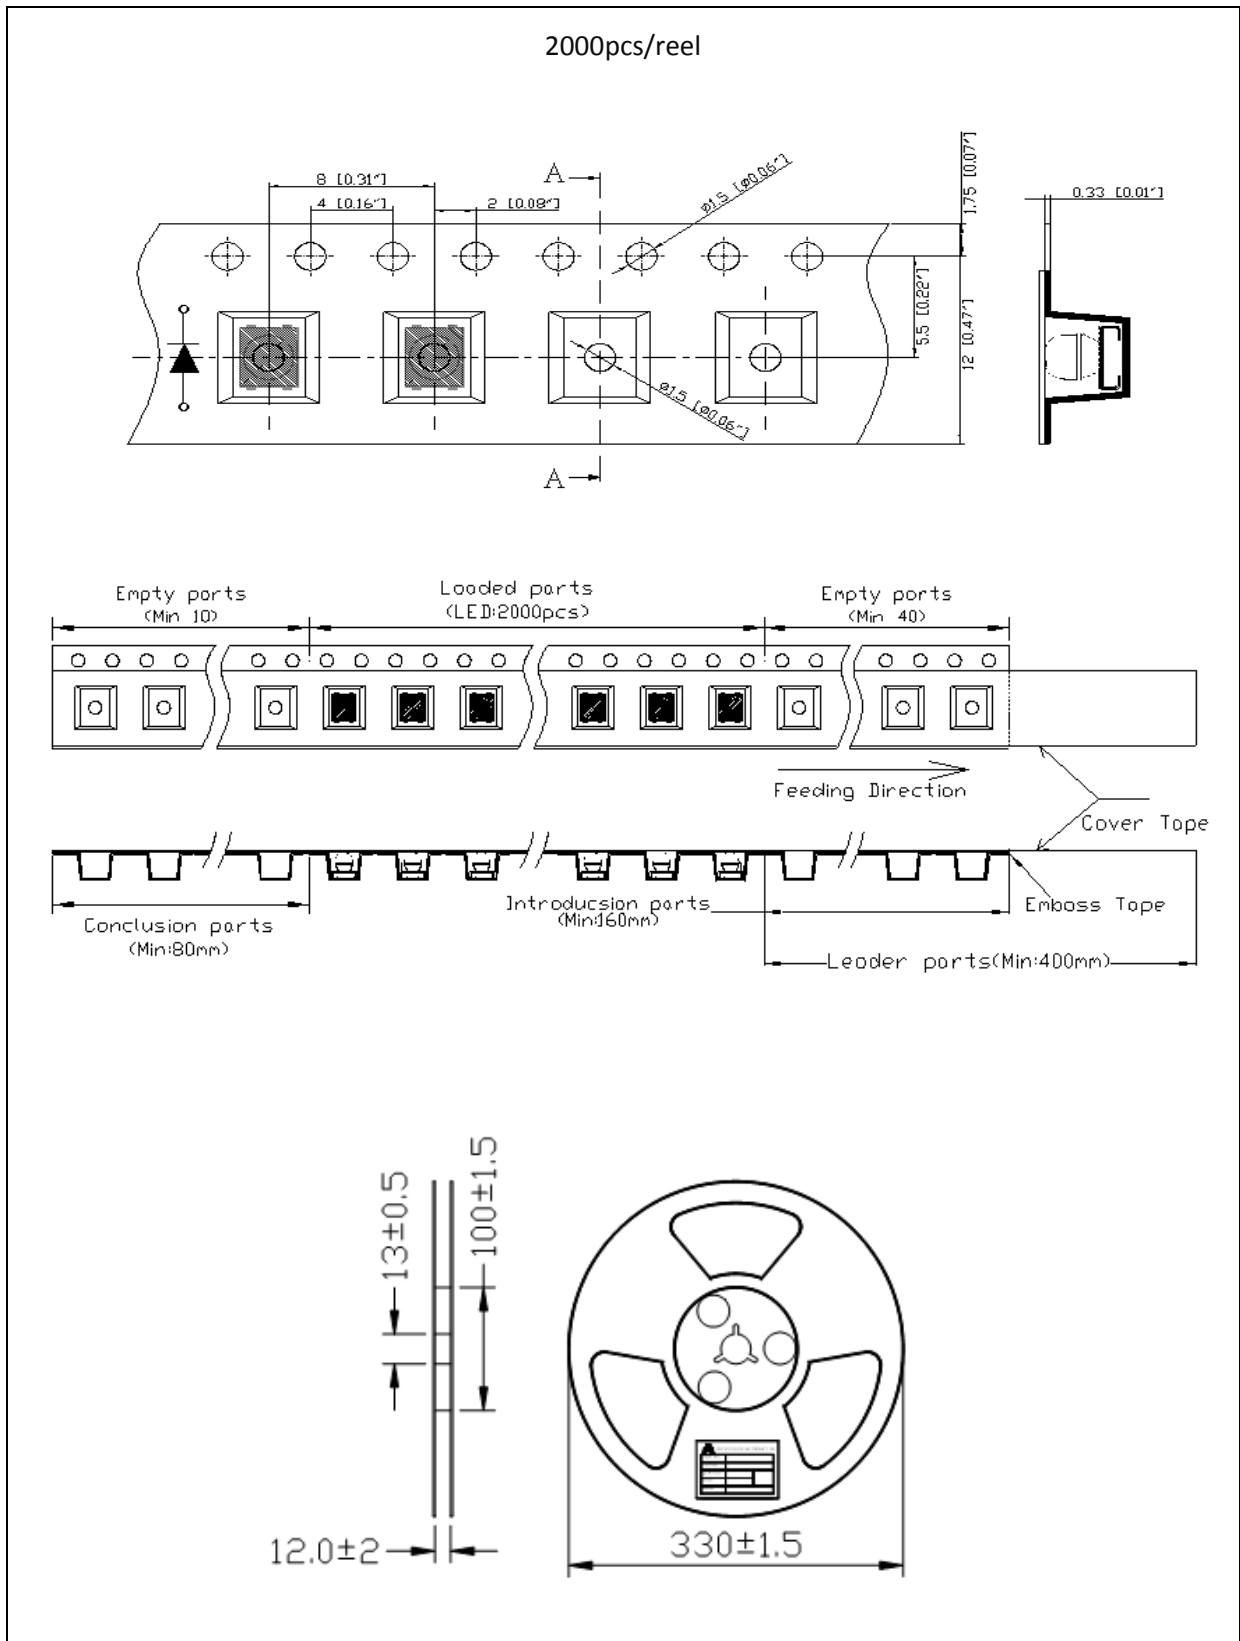 2000pcs/reel
8 [0.31"]
4 [0.16"]
2 [0.08"]
A
ø1.5 [ø0.06"]
1.75 [0.07"]
0.33 [0.01"]
5.5 [0.22"]
12 [0.47"]
ø1.5 [ø0.06"]
A
Empty parts
(Min 10)
Loaded parts
(LED:2000pcs)
Empty parts
(Min 40)
Feeding Direction
Cover Tape
Conclusion parts
(Min:80mm)
Introducsion parts
(Min:160mm)
Emboss Tape
Leader parts(Min:400mm)
13±0.5
100±1.5
12.0±2
330±1.5